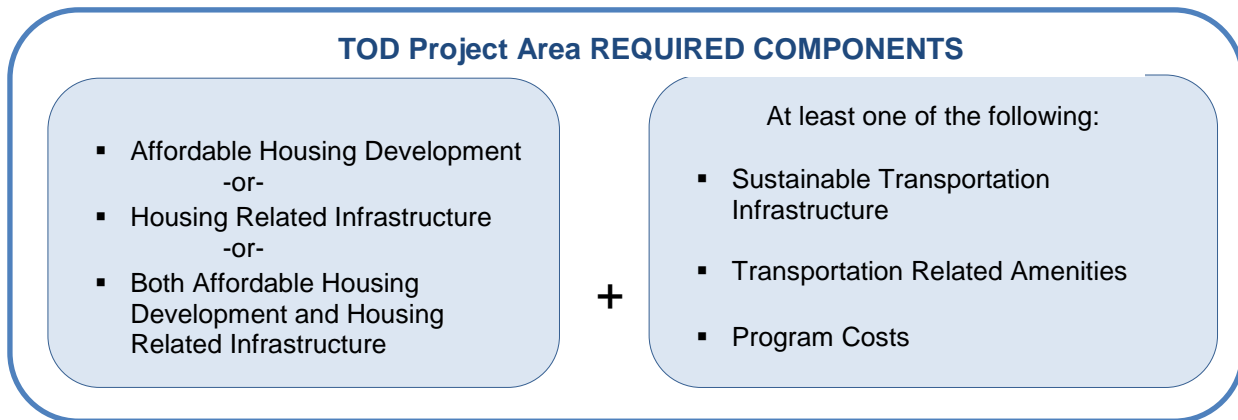 TOD Project Area REQUIRED COMPONENTS
▪ Affordable Housing Development
-or-
▪ Housing Related Infrastructure
-or-
▪ Both Affordable Housing
Development and Housing
Related Infrastructure
+
At least one of the following:
▪ Sustainable Transportation
Infrastructure
▪ Transportation Related Amenities
▪ Program Costs